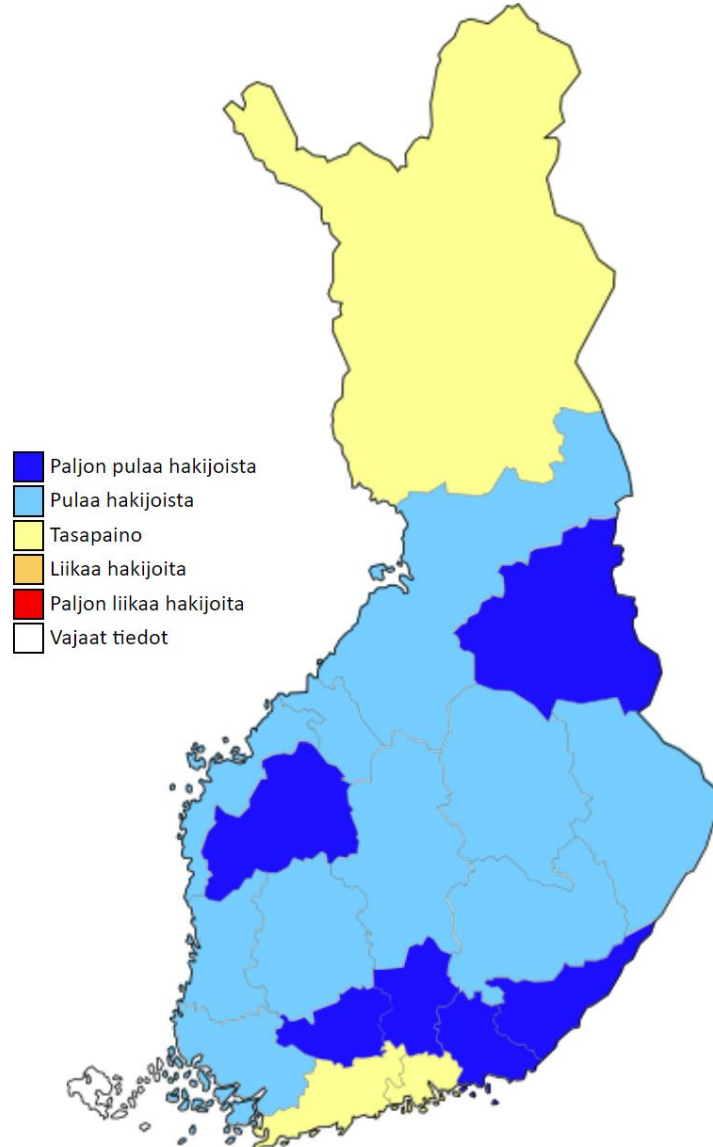 Paljon pulaa hakijoista
Pulaa hakijoista
Tasapaino
Liikaa hakijoita
Paljon liikaa hakijoita
Vajaat tiedot